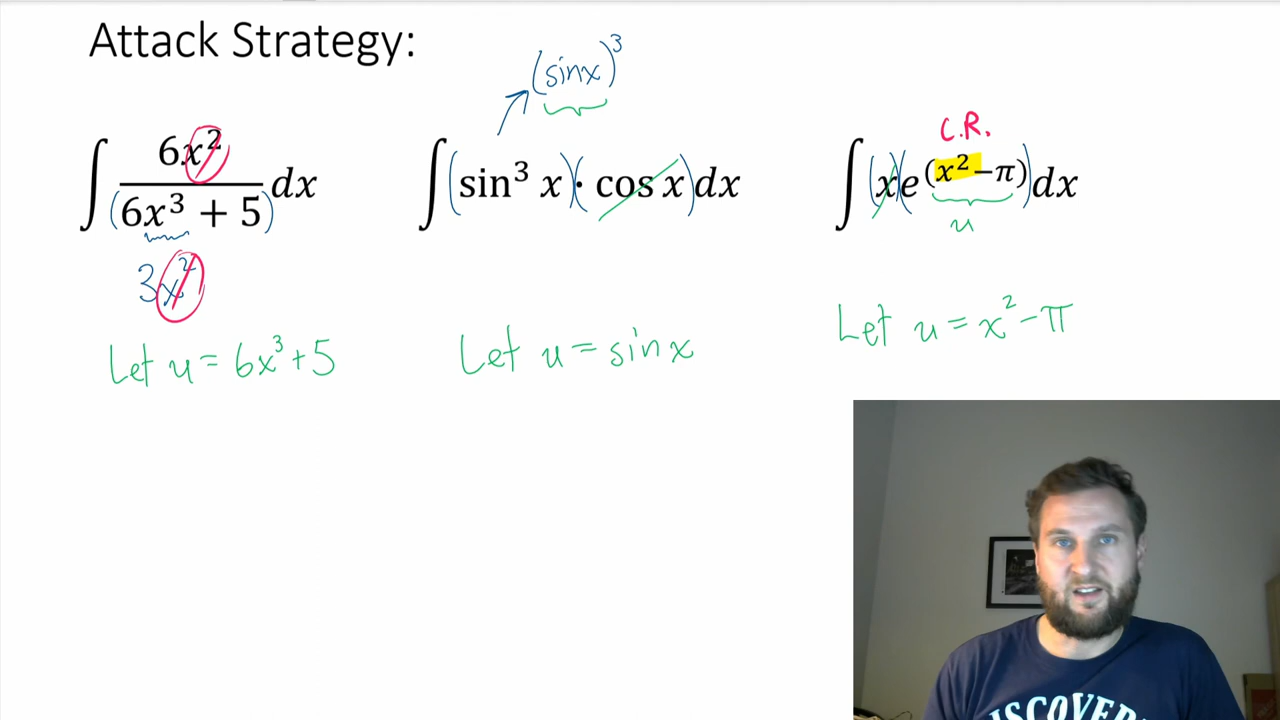 Attack Strategy:
(sinx)³
C.R.
∫ 6x² / (6x³ + 5) dx
∫ (sin³ x)(· cos x) dx
∫ (x)(e^(x²−π)) dx
u
3x²
Let u = 6x³+5
Let u = sin x
Let u = x²−π